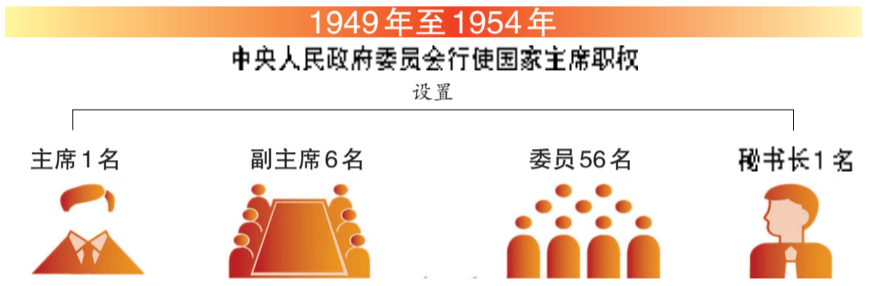 1949年至1954年
中央人民政府委员会行使国家主席职权
设置
主席1名
副主席6名
委员56名
秘书长1名